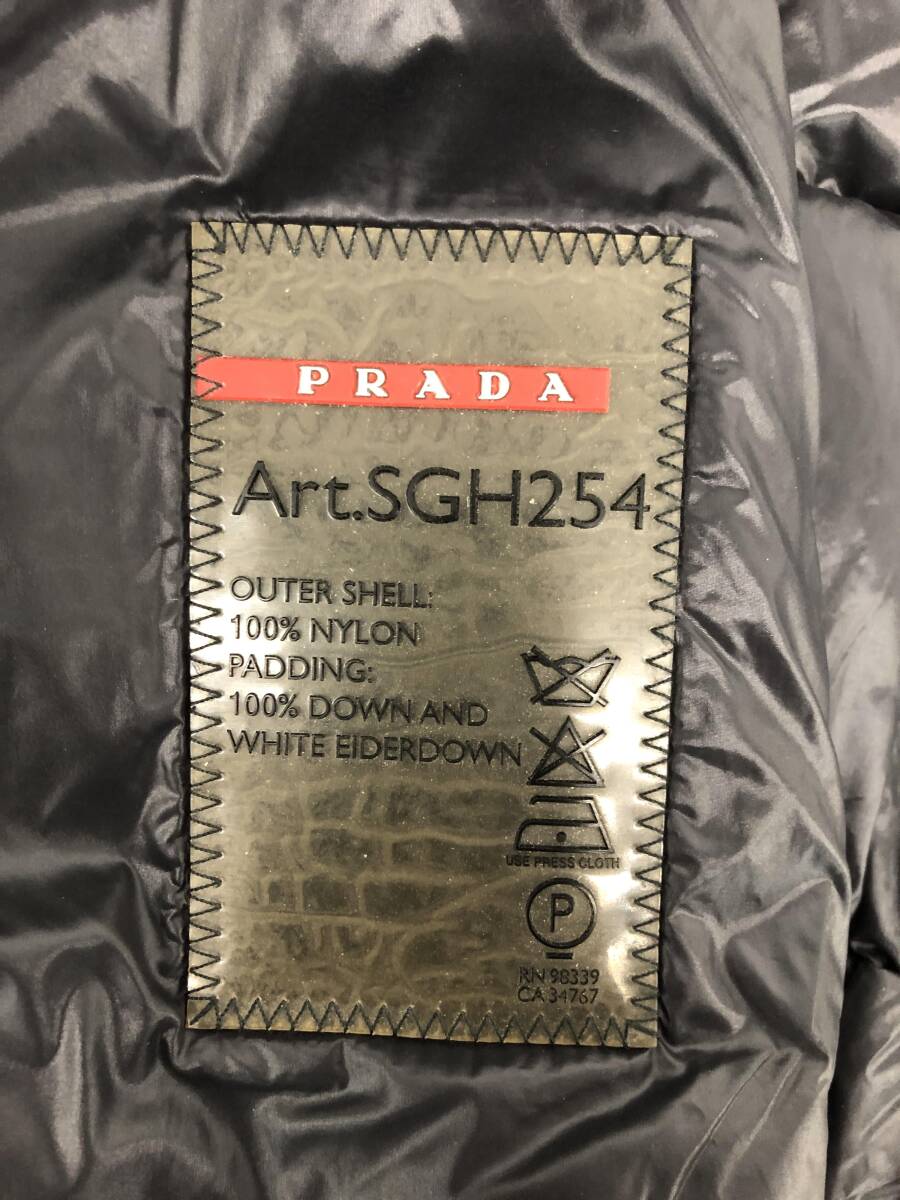 PRADA
Art.SGH254
OUTER SHELL:
100% NYLON
PADDING:
100% DOWN AND
WHITE EIDERDOWN
USE PRESS CLOTH
P
RN 98339
CA 34767